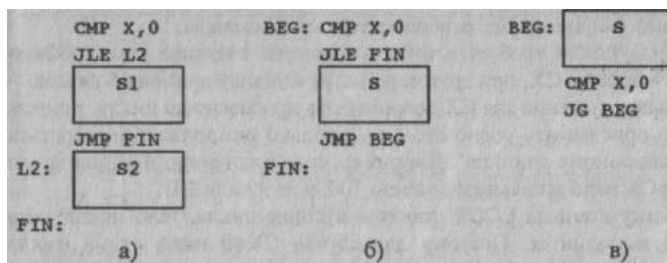 CMP X,0
JLE L2
S1
JMP FIN
L2: S2
FIN:
а)
BEG: CMP X,0
JLE FIN
S
JMP BEG
FIN:
б)
BEG: S
CMP X,0
JG BEG
в)